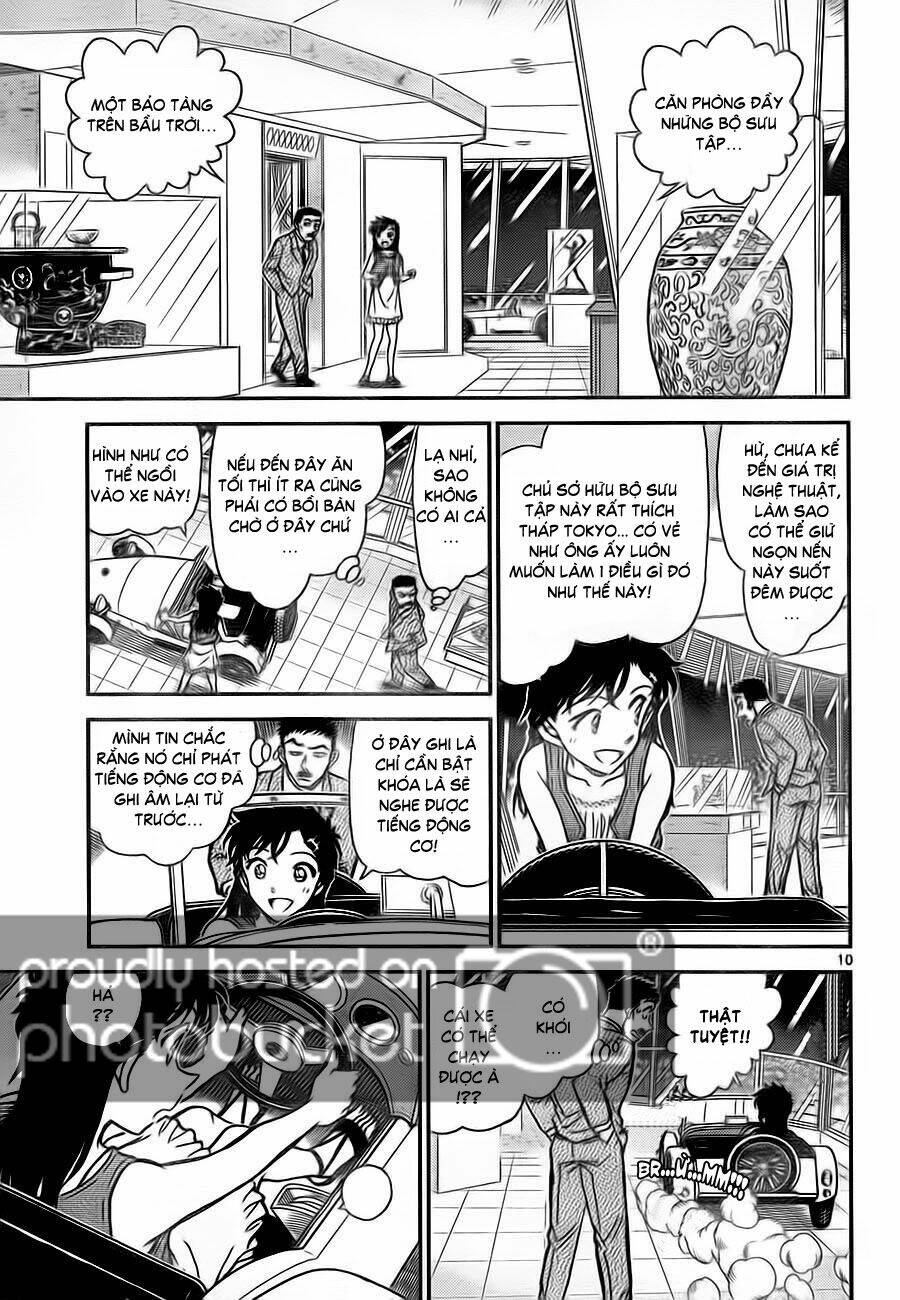 CĂN PHÒNG ĐẦY
NHỮNG BỘ SƯU
TẬP...
MỘT BẢO TÀNG
TRÊN BẦU TRỜI...
HỪ, CHƯA KỂ
ĐẾN GIÁ TRỊ
NGHỆ THUẬT,
LÀM SAO
CÓ THỂ GIỮ
NGỌN NẾN
NÀY SUỐT
ĐÊM ĐƯỢC
...
CHỦ SỞ HỮU BỘ SƯU
TẬP NÀY RẤT THÍCH
THÁP TOKYO... CÓ VẺ
NHƯ ÔNG ẤY LUÔN
MUỐN LÀM 1 ĐIỀU GÌ ĐÓ
NHƯ THẾ NÀY!
LẠ NHỈ,
SAO
KHÔNG
CÓ AI CẢ
NẾU ĐẾN ĐÂY ĂN
TỐI THÌ ÍT RA CŨNG
PHẢI CÓ BỒI BÀN
CHỜ Ở ĐÂY CHỨ
...
HÌNH NHƯ CÓ
THỂ NGỒI
VÀO XE NÀY!
Ở ĐÂY GHI LÀ
CHỈ CẦN BẬT
KHÓA LÀ SẼ
NGHE ĐƯỢC
TIẾNG ĐỘNG
CƠ!
MÌNH TIN CHẮC
RẰNG NÓ CHỈ PHÁT
TIẾNG ĐỘNG CƠ ĐÃ
GHI ÂM LẠI TỪ
TRƯỚC...
10
THẬT
TUYỆT!!
CÓ
KHÓI
...
CÁI XE
CÓ THỂ
CHẠY
ĐƯỢC À
!??
BR...Ừ...MM!!!
HẢ
??
proudly hosted on
photobucket
®